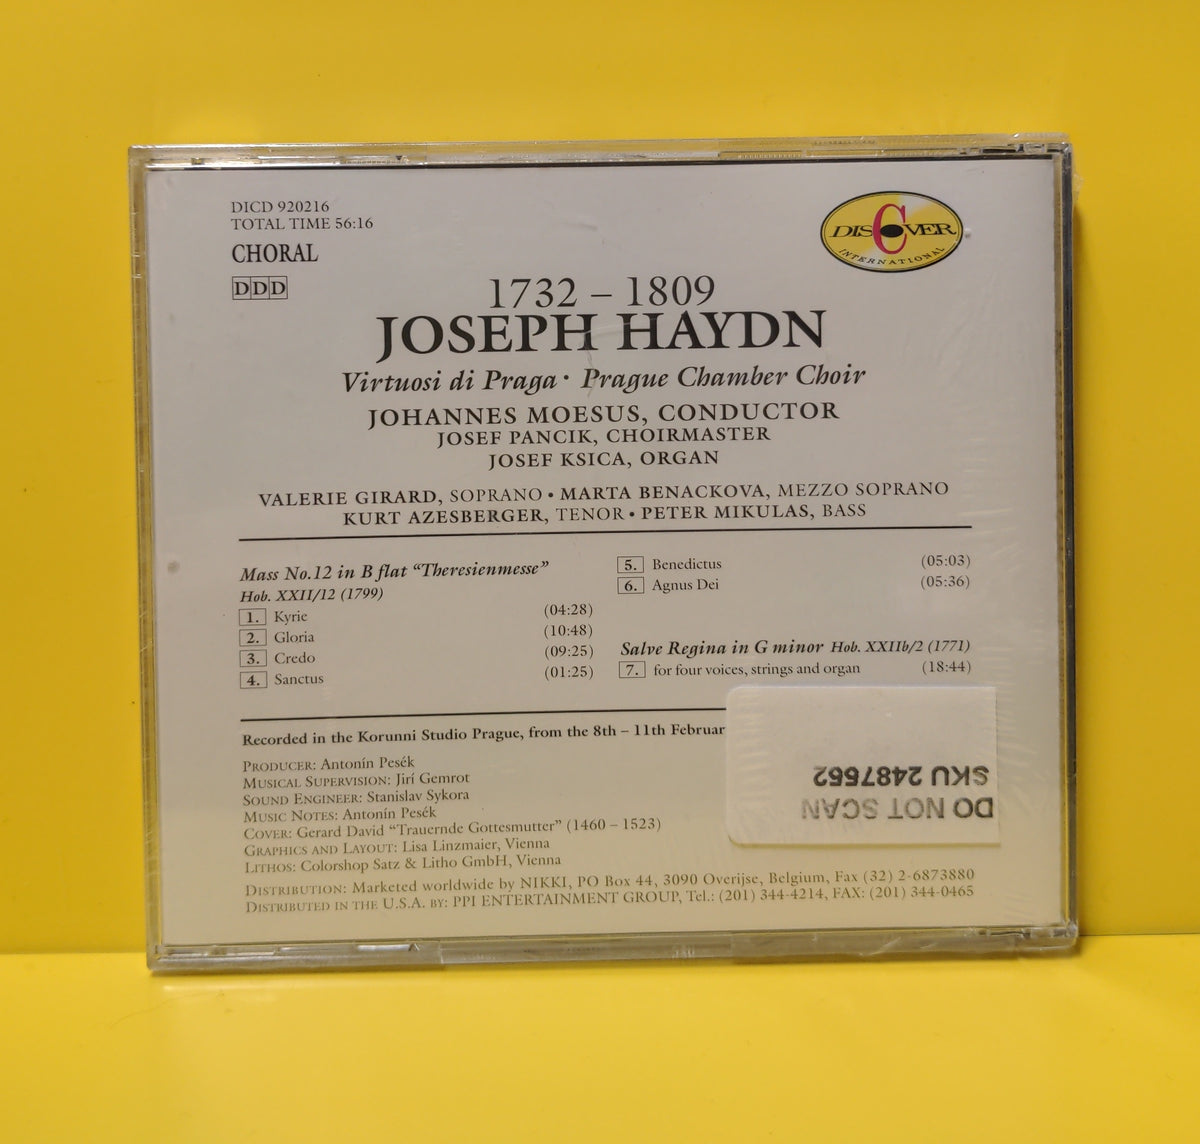 DICD 920216
TOTAL TIME 56:16
CHORAL
DDD
DISCOVER
INTERNATIONAL
1732 – 1809
JOSEPH HAYDN
Virtuosi di Praga · Prague Chamber Choir
JOHANNES MOESUS, CONDUCTOR
JOSEF PANCIK, CHOIRMASTER
JOSEF KSICA, ORGAN
VALERIE GIRARD, SOPRANO • MARTA BENACKOVA, MEZZO SOPRANO
KURT AZESBERGER, TENOR • PETER MIKULAS, BASS
Mass No.12 in B flat “Theresienmesse”
Hob. XXII/12 (1799)
1. Kyrie (04:28)
2. Gloria (10:48)
3. Credo (09:25)
4. Sanctus (01:25)
5. Benedictus (05:03)
6. Agnus Dei (05:36)
Salve Regina in G minor Hob. XXIIb/2 (1771)
7. for four voices, strings and organ (18:44)
Recorded in the Korunni Studio Prague, from the 8th – 11th Februar
PRODUCER: Antonín Pesék
MUSICAL SUPERVISION: Jirí Gemrot
SOUND ENGINEER: Stanislav Sykora
MUSIC NOTES: Antonín Pesék
COVER: Gerard David “Trauernde Gottesmutter” (1460 – 1523)
GRAPHICS AND LAYOUT: Lisa Linzmaier, Vienna
LITHOS: Colorshop Satz & Litho GmbH, Vienna
DISTRIBUTION: Marketed worldwide by NIKKI, PO Box 44, 3090 Overijse, Belgium, Fax (32) 2-6873880
DISTRIBUTED IN THE U.S.A. BY: PPI ENTERTAINMENT GROUP, Tel.: (201) 344-4214, FAX: (201) 344-0465
DO NOT SCAN
SKU 2487662